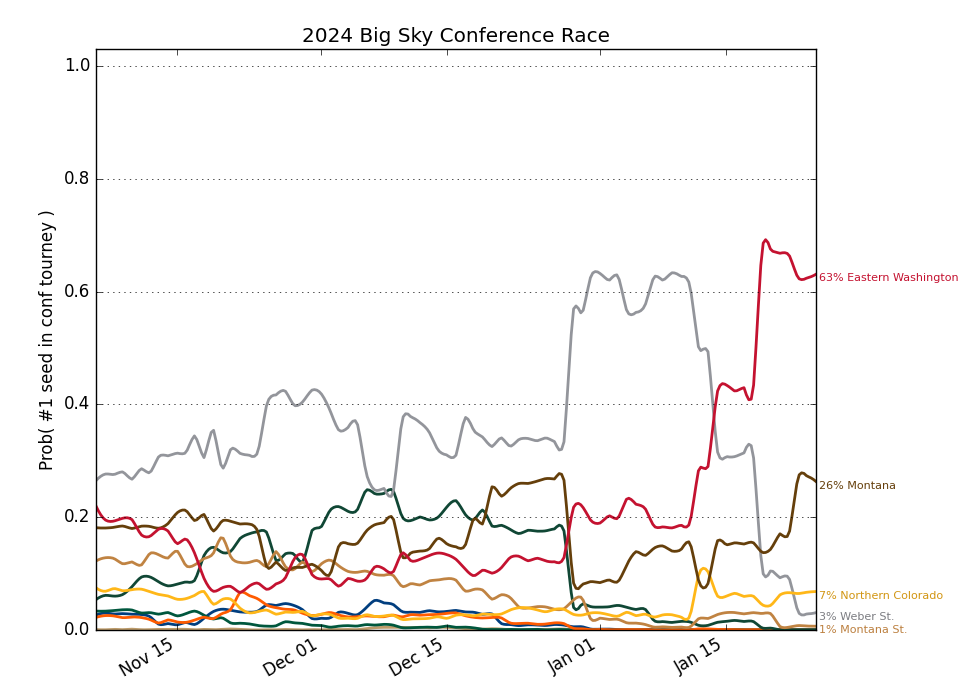 2024 Big Sky Conference Race
Prob( #1 seed in conf tourney )
1.0
0.8
0.6
0.4
0.2
0.0
63% Eastern Washington
26% Montana
7% Northern Colorado
3% Weber St.
1% Montana St.
Nov 15
Dec 01
Dec 15
Jan 01
Jan 15